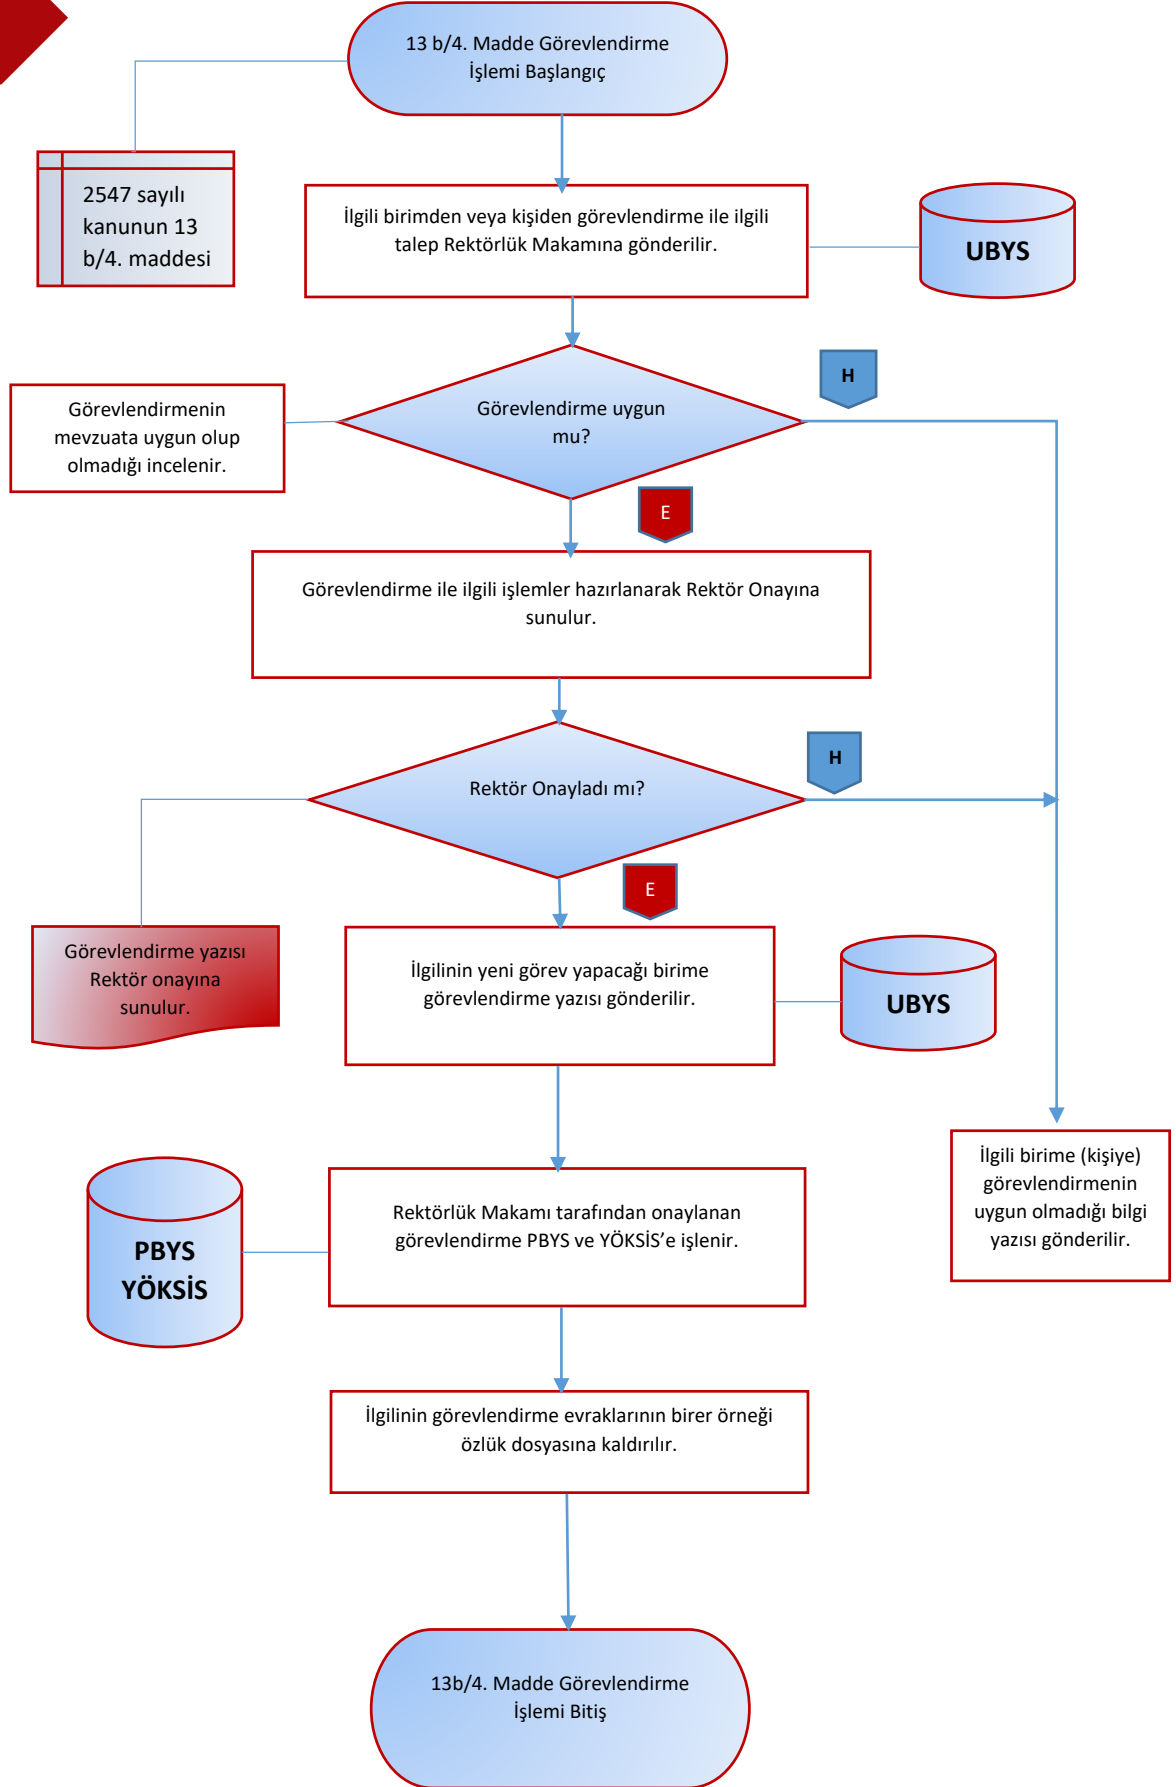 13 b/4. Madde Görevlendirme
İşlemi Başlangıç
2547 sayılı
kanunun 13
b/4. maddesi
İlgili birimden veya kişiden görevlendirme ile ilgili
talep Rektörlük Makamına gönderilir.
UBYS
Görevlendirmenin
mevzuata uygun olup
olmadığı incelenir.
Görevlendirme uygun
mu?
H
E
Görevlendirme ile ilgili işlemler hazırlanarak Rektör Onayına
sunulur.
Rektör Onayladı mı?
H
E
Görevlendirme yazısı
Rektör onayına
sunulur.
İlgilinin yeni görev yapacağı birime
görevlendirme yazısı gönderilir.
UBYS
İlgili birime (kişiye)
görevlendirmenin
uygun olmadığı bilgi
yazısı gönderilir.
PBYS
YÖKSİS
Rektörlük Makamı tarafından onaylanan
görevlendirme PBYS ve YÖKSİS’e işlenir.
İlgilinin görevlendirme evraklarının birer örneği
özlük dosyasına kaldırılır.
13b/4. Madde Görevlendirme
İşlemi Bitiş